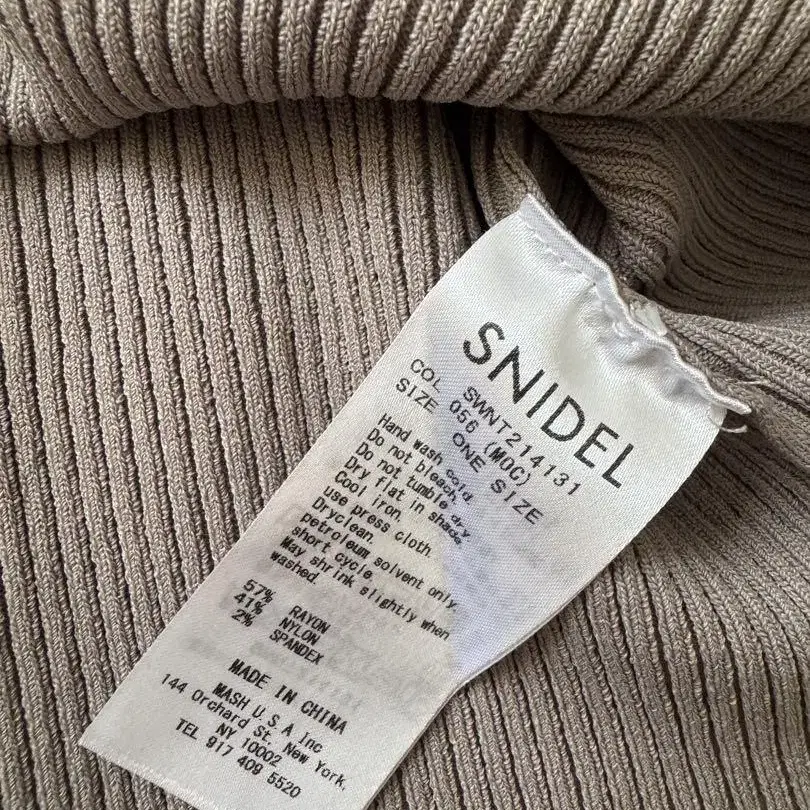 SNIDEL
SWNT214131
COL 056 (MOC)
SIZE ONE SIZE
Hand wash cold.
Do not bleach.
Do not tumble dry
Dry flat in shade
Cool iron.
use press cloth.
Dryclean.
petroleum solvent only.
short cycle.
May shrink slightly when
washed.
57% RAYON
41% NYLON
2% SPANDEX
MADE IN CHINA
MASH U.S.A Inc
144 Orchard St. New York,
NY 10002
TEL 917 409 5520